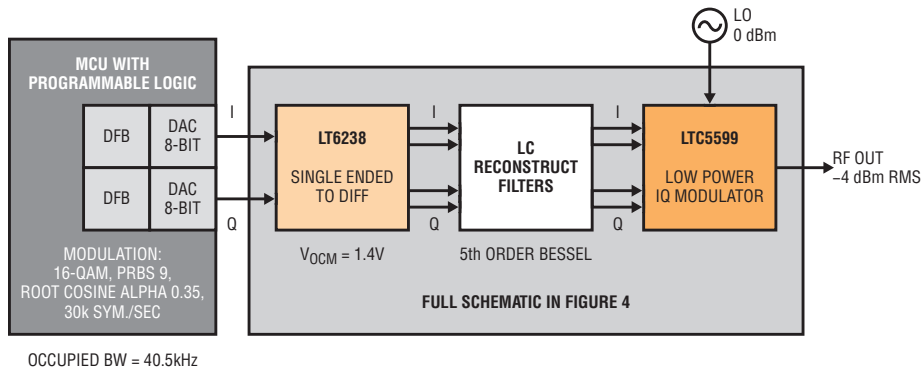 LO
0 dBm
MCU WITH
PROGRAMMABLE LOGIC
DFB
DAC
8-BIT
I
DFB
DAC
8-BIT
Q
MODULATION:
16-QAM, PRBS 9,
ROOT COSINE ALPHA 0.35,
30k SYM./SEC
OCCUPIED BW = 40.5kHz
LT6238
SINGLE ENDED
TO DIFF
VOCM = 1.4V
I
Q
LC
RECONSTRUCT
FILTERS
5th ORDER BESSEL
I
Q
LTC5599
LOW POWER
IQ MODULATOR
RF OUT
–4 dBm RMS
FULL SCHEMATIC IN FIGURE 4